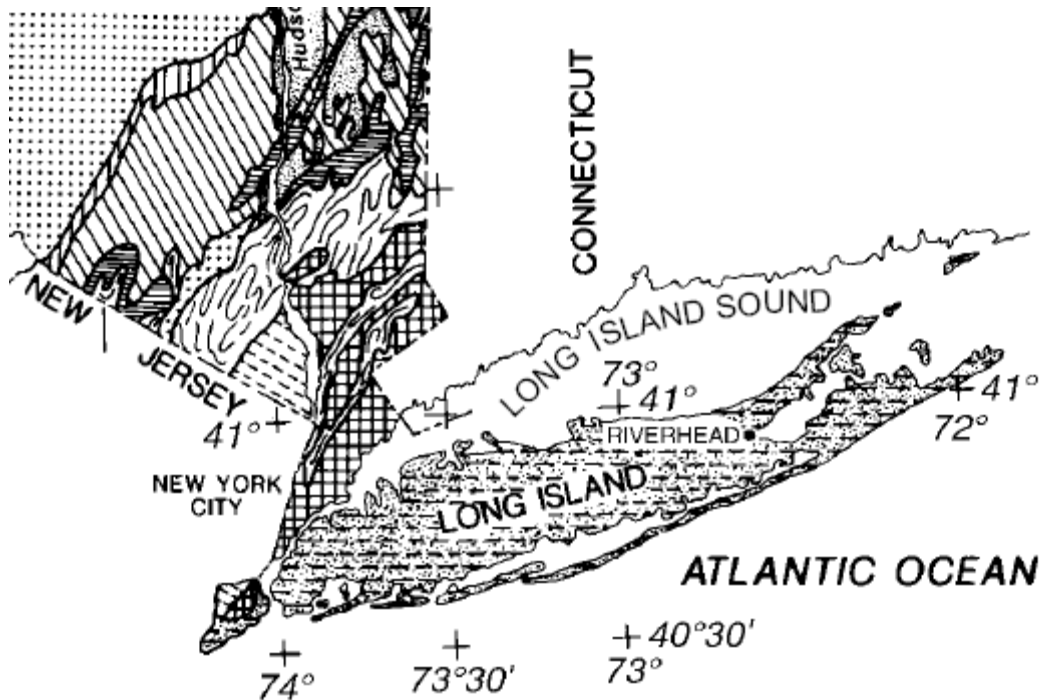 Hudso
CONNECTICUT
NEW
JERSEY
LONG ISLAND SOUND
73°
41°
72°
41°
41°
RIVERHEAD
NEW YORK
CITY
LONG ISLAND
ATLANTIC OCEAN
40°30'
74°
73°30'
73°